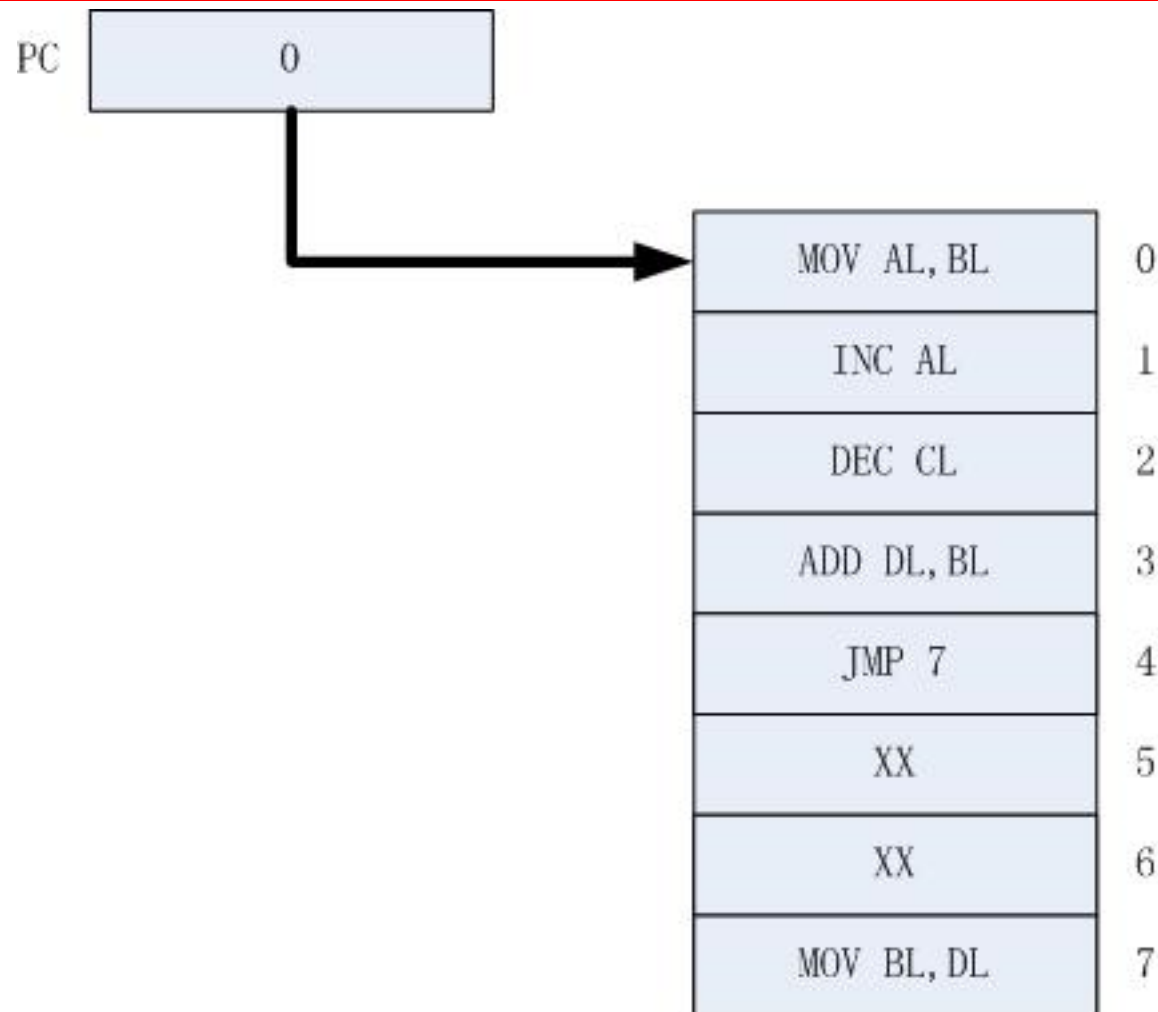 PC 0
MOV AL,BL 0
INC AL 1
DEC CL 2
ADD DL,BL 3
JMP 7 4
XX 5
XX 6
MOV BL,DL 7